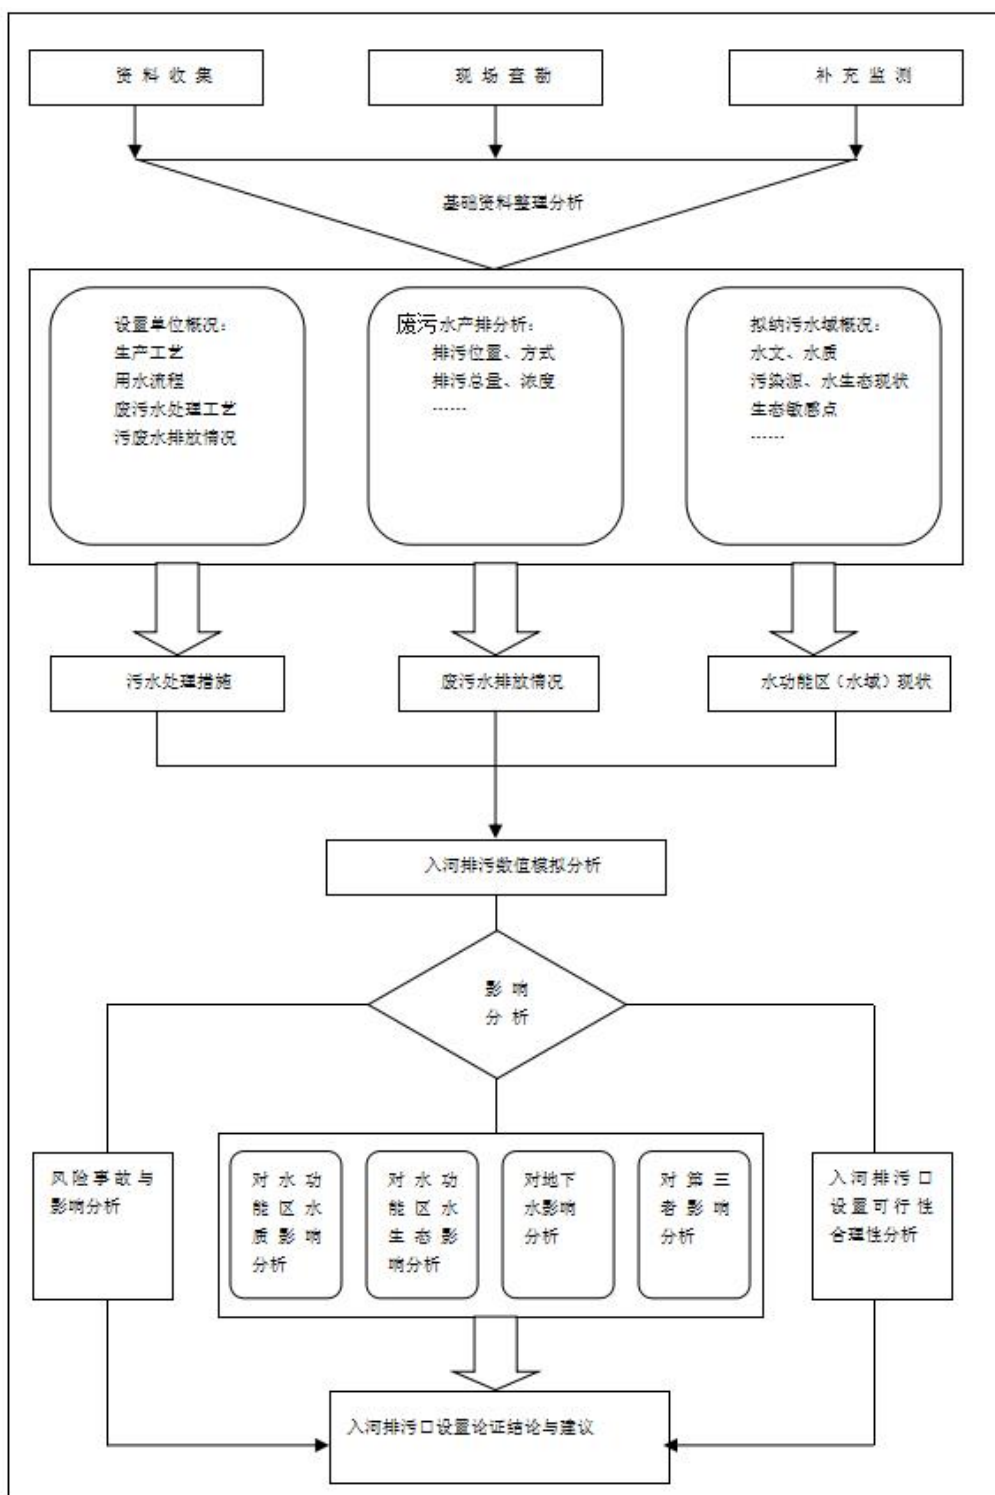 资料收集
现场查勘
补充监测
基础资料整理分析
设置单位概况：
生产工艺
用水流程
废污水处理工艺
污废水排放情况
废污水产排分析：
排污位置、方式
排污总量、浓度
------
拟纳污水域概况：
水文、水质
污染源、水生态现状
生态敏感点
------
污水处理措施
废污水排放情况
水功能区（水域）现状
入河排污数值模拟分析
影响
分析
风险事故与
影响分析
对水功
能区水
质影响
分析
对水功
能区水
生态影
响分析
对地下
水影响
分析
对第三
者影响
分析
入河排污口
设置可行性
合理性分析
入河排污口设置论证结论与建议